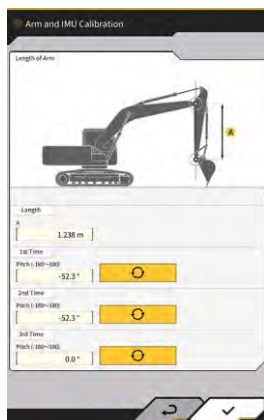 Arm and IMU Calibration
Length of Arm
A
Length
A
1.238 m
1st Time
Pitch (-180~180)
-52.3 °
2nd Time
Pitch (-180~180)
-52.3 °
3rd Time
Pitch (-180~180)
0.0 °